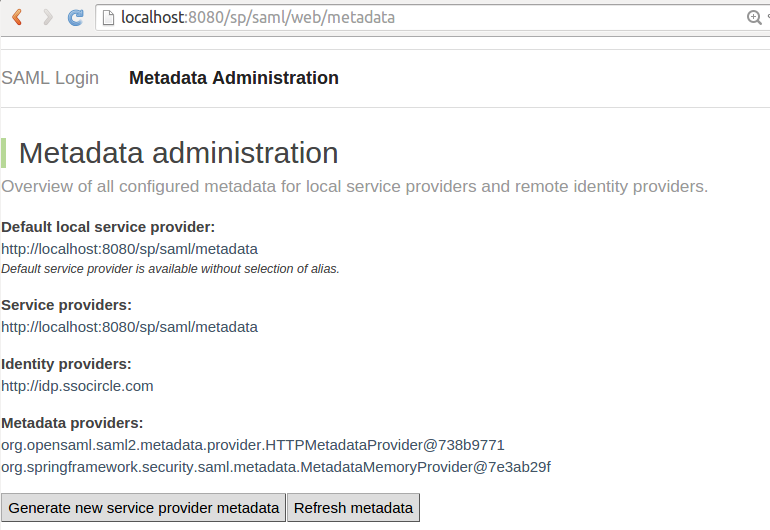 localhost:8080/sp/saml/web/metadata
SAML Login Metadata Administration
Metadata administration
Overview of all configured metadata for local service providers and remote identity providers.
Default local service provider:
http://localhost:8080/sp/saml/metadata
Default service provider is available without selection of alias.
Service providers:
http://localhost:8080/sp/saml/metadata
Identity providers:
http://idp.ssocircle.com
Metadata providers:
org.opensaml.saml2.metadata.provider.HTTPMetadataProvider@738b9771
org.springframework.security.saml.metadata.MetadataMemoryProvider@7e3ab29f
Generate new service provider metadata Refresh metadata